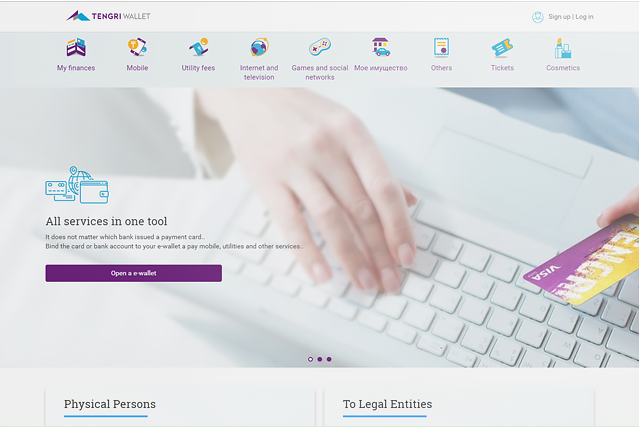 TENGRI WALLET
Sign up | Log in
My finances
Mobile
Utility fees
Internet and
television
Games and social
networks
Мое имущество
Others
Tickets
Cosmetics
All services in one tool
It does not matter which bank issued a payment card..
Bind the card or bank account to your e-wallet a pay mobile, utilities and other services..
Open a e-wallet
VISA
Physical Persons
To Legal Entities